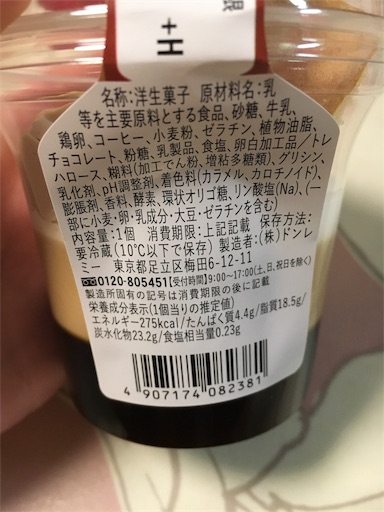 限
+H
名称:洋生菓子 原材料名:乳
等を主要原料とする食品、砂糖、牛乳、
鶏卵、コーヒー、小麦粉、ゼラチン、植物油脂、
チョコレート、粉糖、乳製品、食塩、卵白加工品/トレ
ハロース、糊料(加工でん粉、増粘多糖類)、グリシン、
乳化剤、pH調整剤、着色料(カラメル、カロチノイド)、
膨脹剤、香料、酵素、環状オリゴ糖、リン酸塩(Na)、(一
部に小麦・卵・乳成分・大豆・ゼラチンを含む)
内容量:1個 消費期限:上記記載 保存方法:
要冷蔵(10℃以下で保存) 製造者:(株)ドンレ
ミー 東京都足立区梅田6-12-11
0120-805451【受付時間】9:00〜17:00(土、日、祝日を除く)
製造所固有の記号は消費期限の後に記載
栄養成分表示(1個当りの推定値)
エネルギー275kcal/たんぱく質4.4g/脂質18.5g/
炭水化物23.2g/食塩相当量0.23g
4 907174 082381